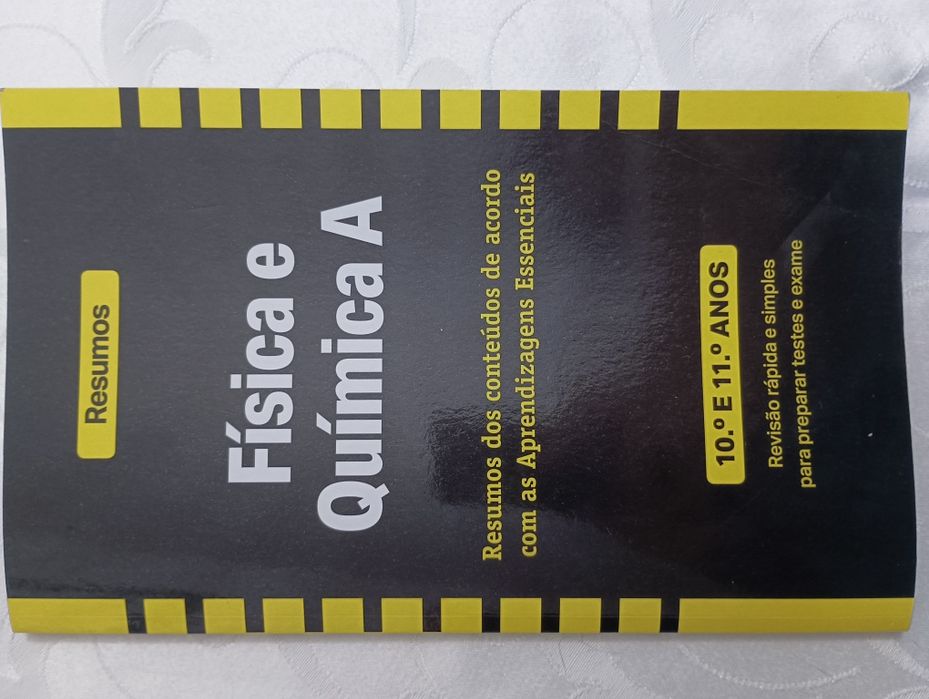 Resumos
Física e
Química A
Resumos dos conteúdos de acordo
com as Aprendizagens Essenciais
10.º E 11.º ANOS
Revisão rápida e simples
para preparar testes e exame